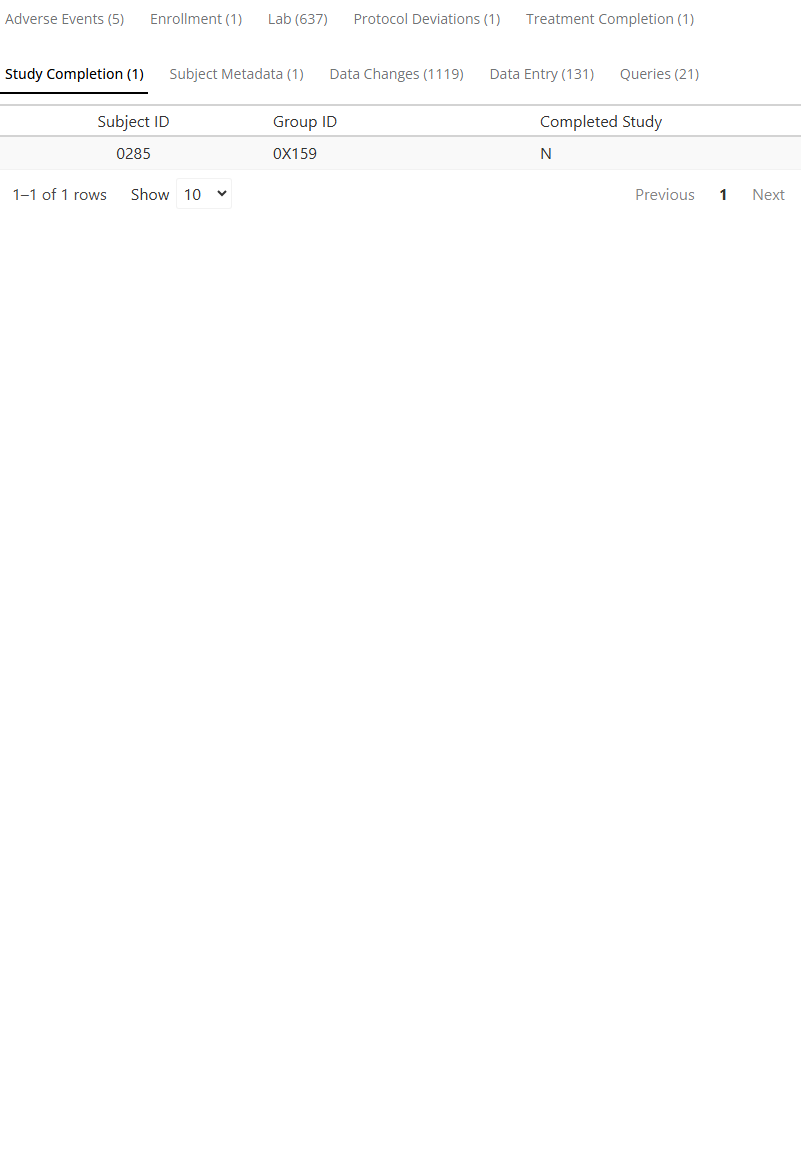 Adverse Events (5) Enrollment (1) Lab (637) Protocol Deviations (1) Treatment Completion (1)
Study Completion (1) Subject Metadata (1) Data Changes (1119) Data Entry (131) Queries (21)
Subject ID Group ID Completed Study
0285 0X159 N
1–1 of 1 rows Show 10 Previous 1 Next